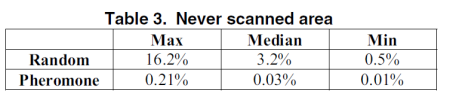 Table 3. Never scanned area
Max Median Min
Random 16.2% 3.2% 0.5%
Pheromone 0.21% 0.03% 0.01%